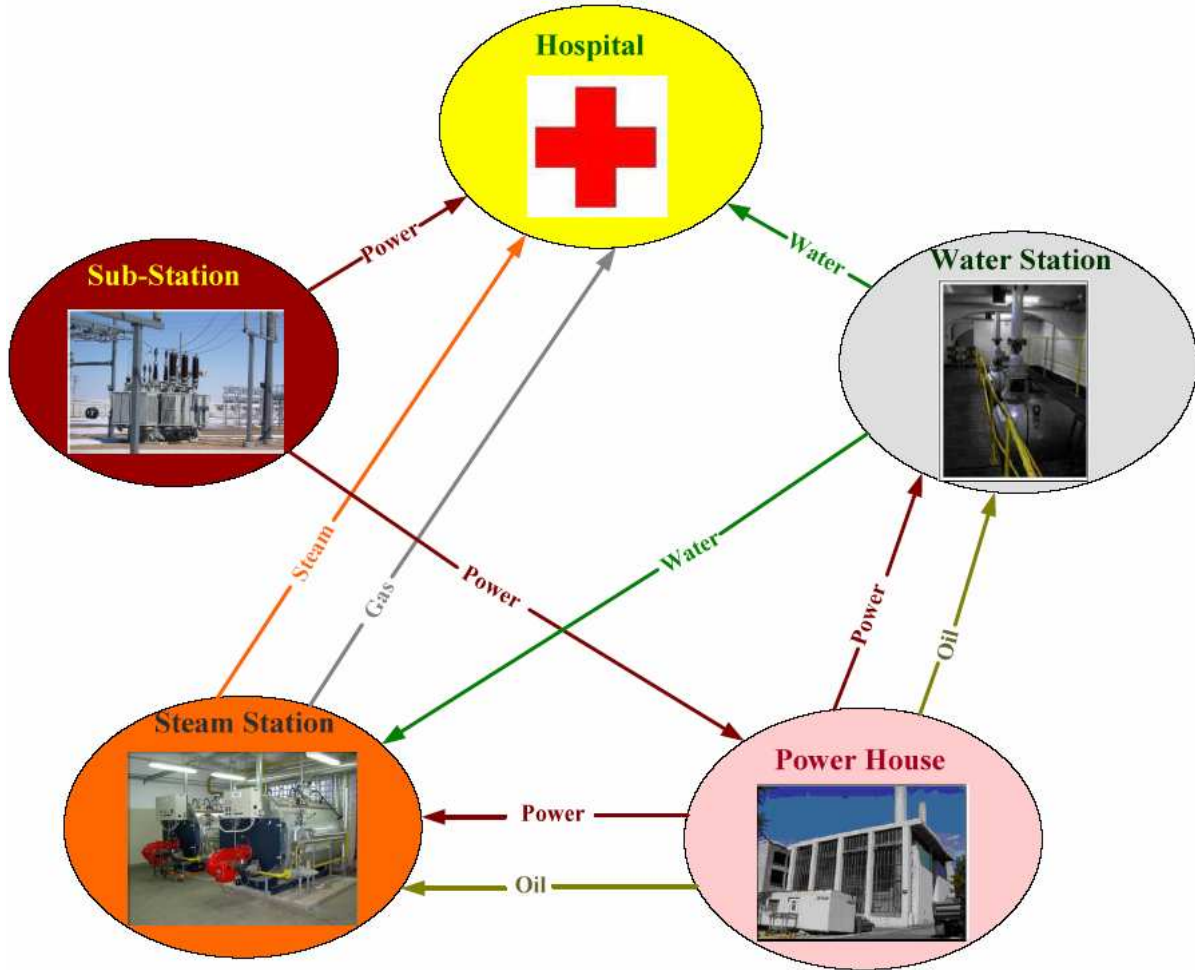 Hospital
Power
Water
Sub-Station
Water Station
Steam
Gas
Power
Water
Power
Oil
Steam Station
Power House
Power
Oil